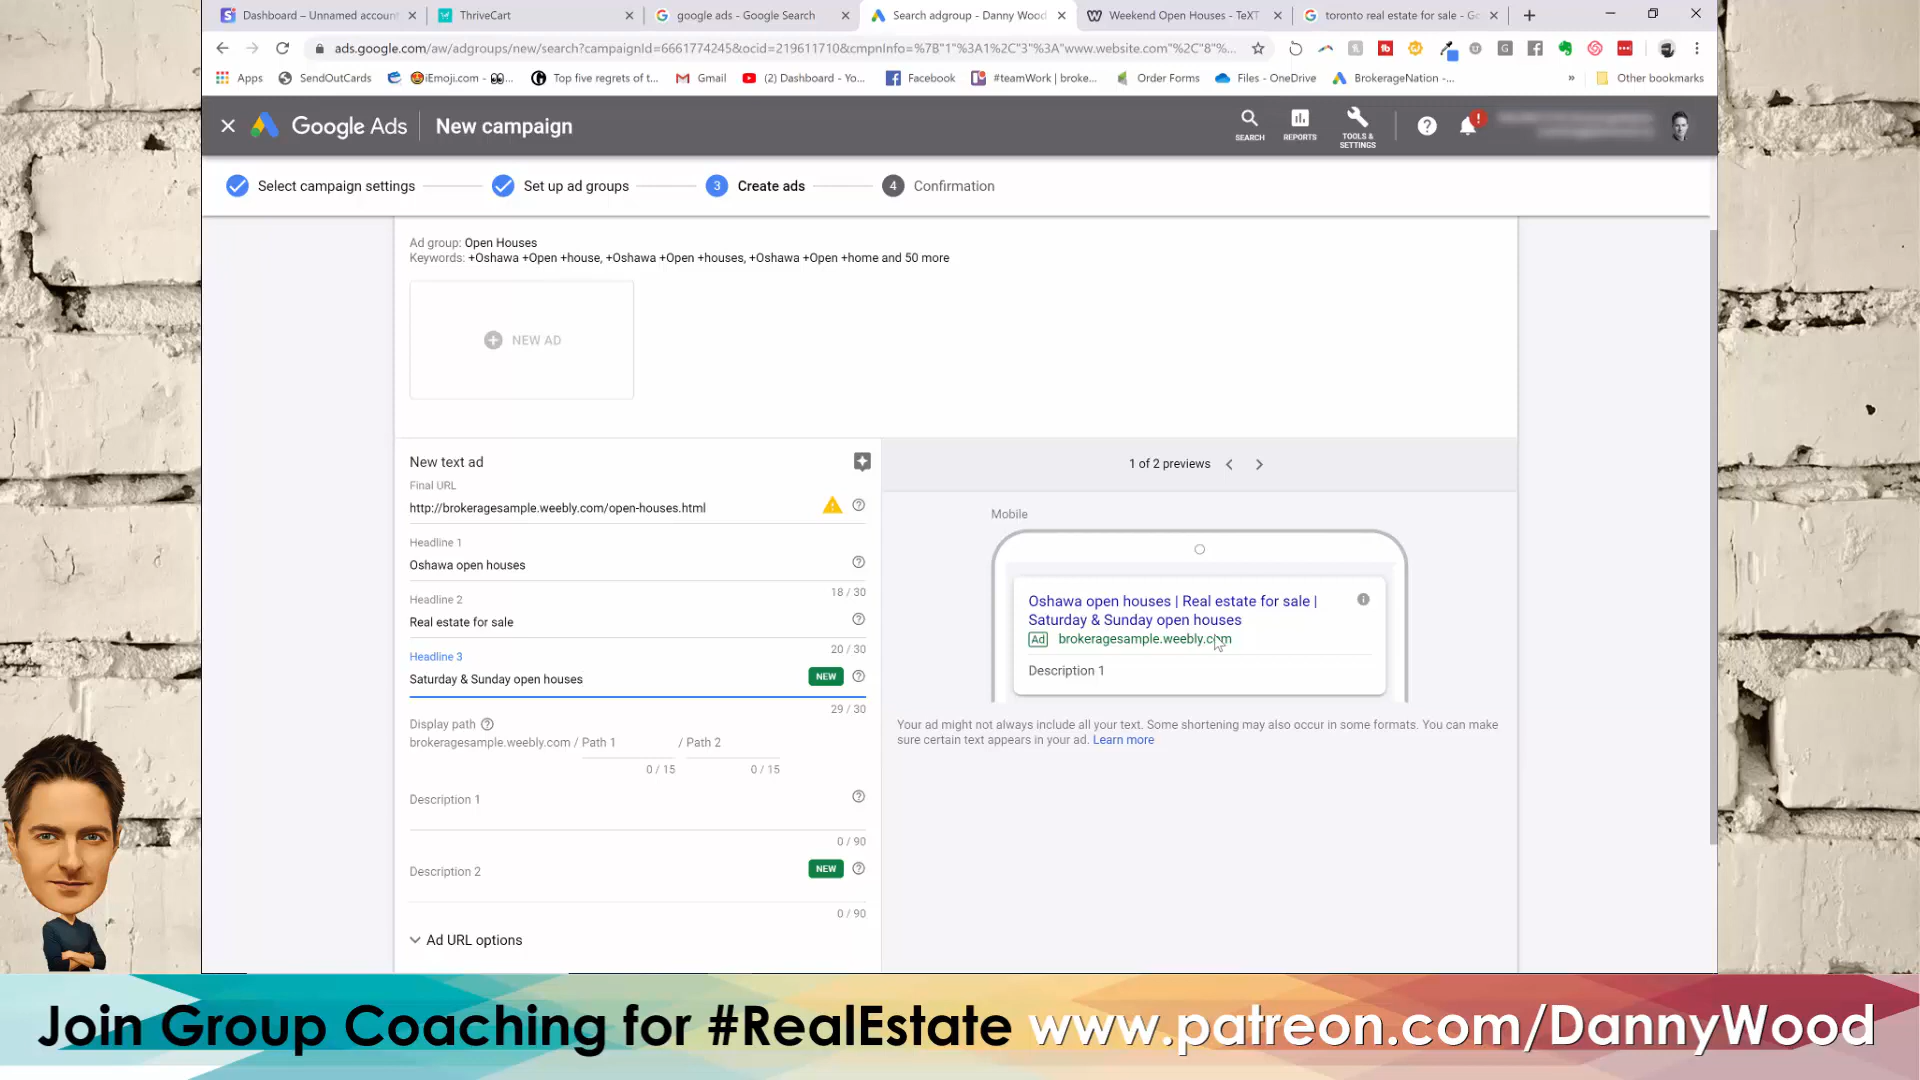 Dashboard – Unnamed account
ThriveCart
google ads - Google Search
Search adgroup - Danny Wood
Weekend Open Houses - TeXT
toronto real estate for sale - Go
ads.google.com/aw/adgroups/new/search?campaignId=6661774245&ocid=219611710&cmpnInfo=%7B"1"%3A1%2C"3"%3A"www.website.com"%2C"8"%...
Apps
SendOutCards
iEmoji.com -
Top five regrets of t...
Gmail
(2) Dashboard - Yo...
Facebook
#teamWork | broke...
Order Forms
Files - OneDrive
BrokerageNation -...
»
Other bookmarks
Google Ads
New campaign
SEARCH
REPORTS
TOOLS &
SETTINGS
Select campaign settings
Set up ad groups
3 Create ads
4 Confirmation
Ad group: Open Houses
Keywords: +Oshawa +Open +house, +Oshawa +Open +houses, +Oshawa +Open +home and 50 more
NEW AD
New text ad
Final URL
http://brokeragesample.weebly.com/open-houses.html
Headline 1
Oshawa open houses
18 / 30
Headline 2
Real estate for sale
20 / 30
Headline 3
Saturday & Sunday open houses
NEW
29 / 30
Display path
brokeragesample.weebly.com / Path 1 / Path 2
0 / 15 0 / 15
Description 1
0 / 90
Description 2
NEW
0 / 90
Ad URL options
1 of 2 previews
Mobile
Oshawa open houses | Real estate for sale |
Saturday & Sunday open houses
Ad brokeragesample.weebly.com
Description 1
Your ad might not always include all your text. Some shortening may also occur in some formats. You can make
sure certain text appears in your ad. Learn more
Join Group Coaching for #RealEstate www.patreon.com/DannyWood